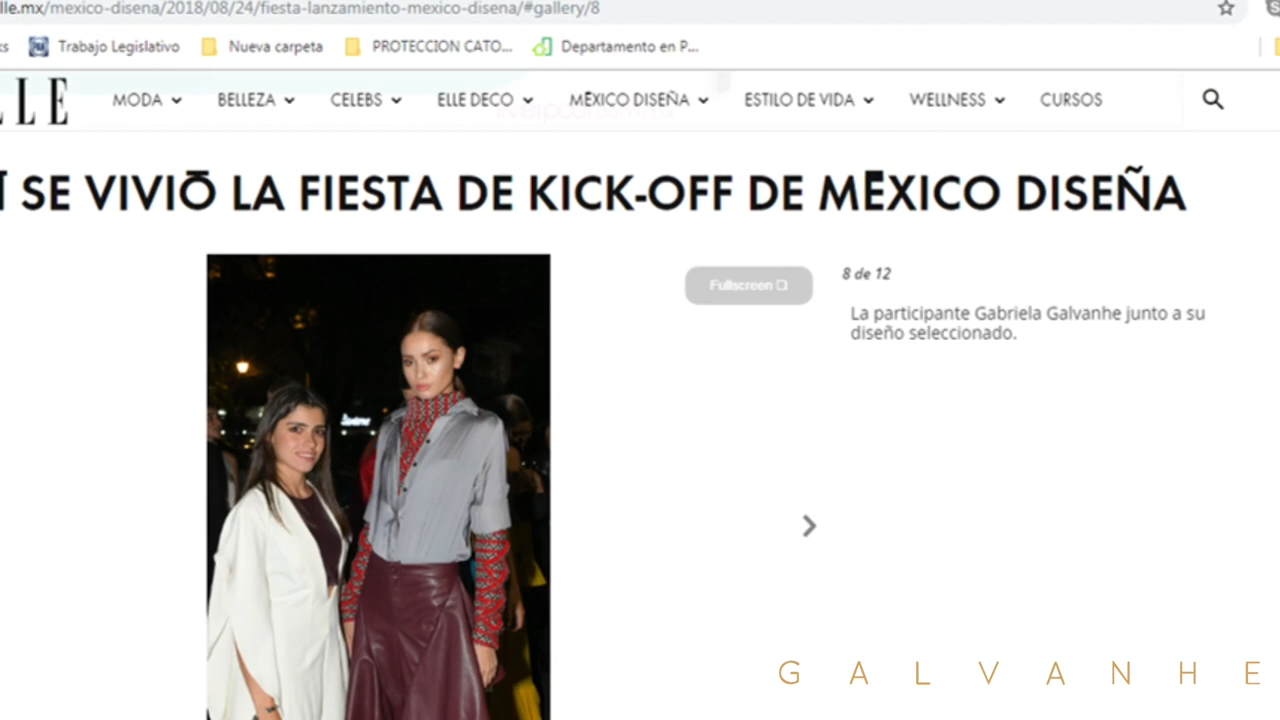 lle.mx/mexico-disena/2018/08/24/fiesta-lanzamiento-mexico-disena/#gallery/8
ks Trabajo Legislativo Nueva carpeta PROTECCION CATO... Departamento en P...
LLE MODA BELLEZA CELEBS ELLE DECO MÉXICO DISEÑA ESTILO DE VIDA WELLNESS CURSOS
Í SE VIVIÓ LA FIESTA DE KICK-OFF DE MÉXICO DISEÑA
Fullscreen
8 de 12
La participante Gabriela Galvanhe junto a su
diseño seleccionado.
GALVANHE